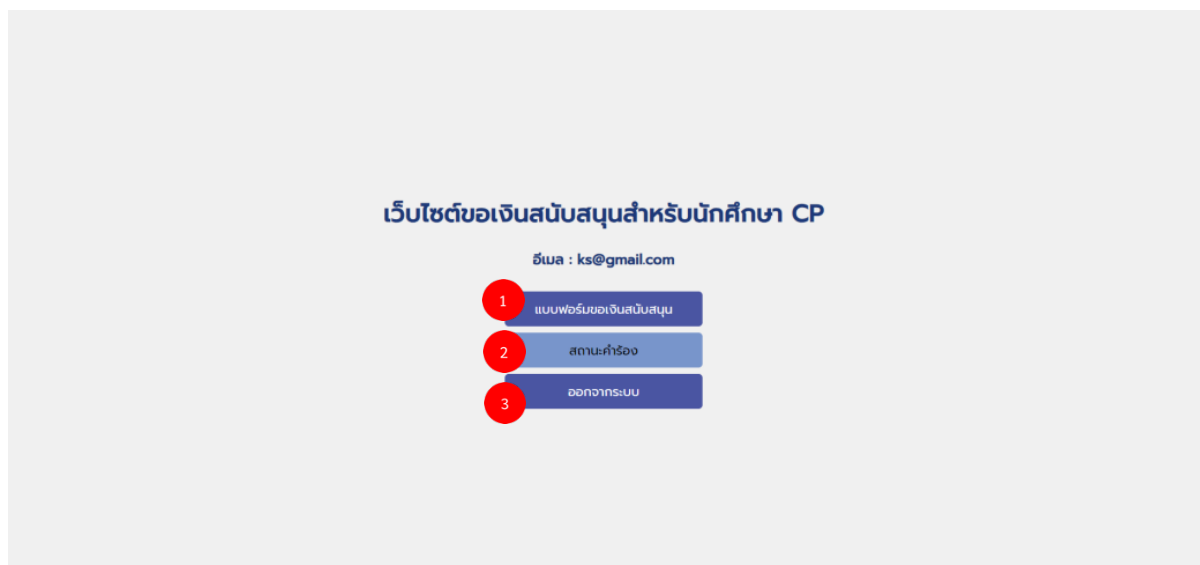 เว็บไซต์ขอเงินสนับสนุนสำหรับนักศึกษา CP
อีเมล : ks@gmail.com
1
แบบฟอร์มขอเงินสนับสนุน
2
สถานะคำร้อง
3
ออกจากระบบ